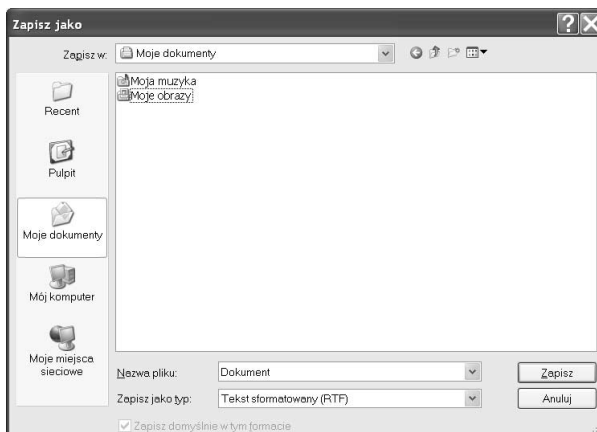 Zapisz jako
Zapisz w:
Moje dokumenty
Recent
Pulpit
Moje dokumenty
Mój komputer
Moje miejsca
sieciowe
Moja muzyka
Moje obrazy
Nazwa pliku:
Dokument
Zapisz
Zapisz jako typ:
Tekst sformatowany (RTF)
Anuluj
Zapisz domyślnie w tym formacie